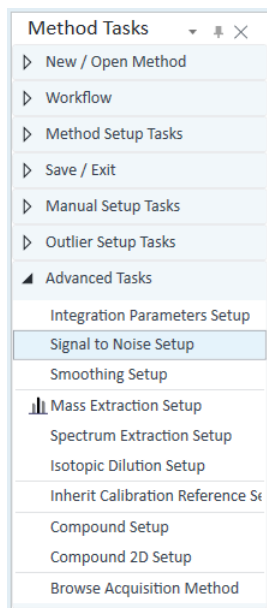 Method Tasks
New / Open Method
Workflow
Method Setup Tasks
Save / Exit
Manual Setup Tasks
Outlier Setup Tasks
Advanced Tasks
Integration Parameters Setup
Signal to Noise Setup
Smoothing Setup
Mass Extraction Setup
Spectrum Extraction Setup
Isotopic Dilution Setup
Inherit Calibration Reference Se
Compound Setup
Compound 2D Setup
Browse Acquisition Method